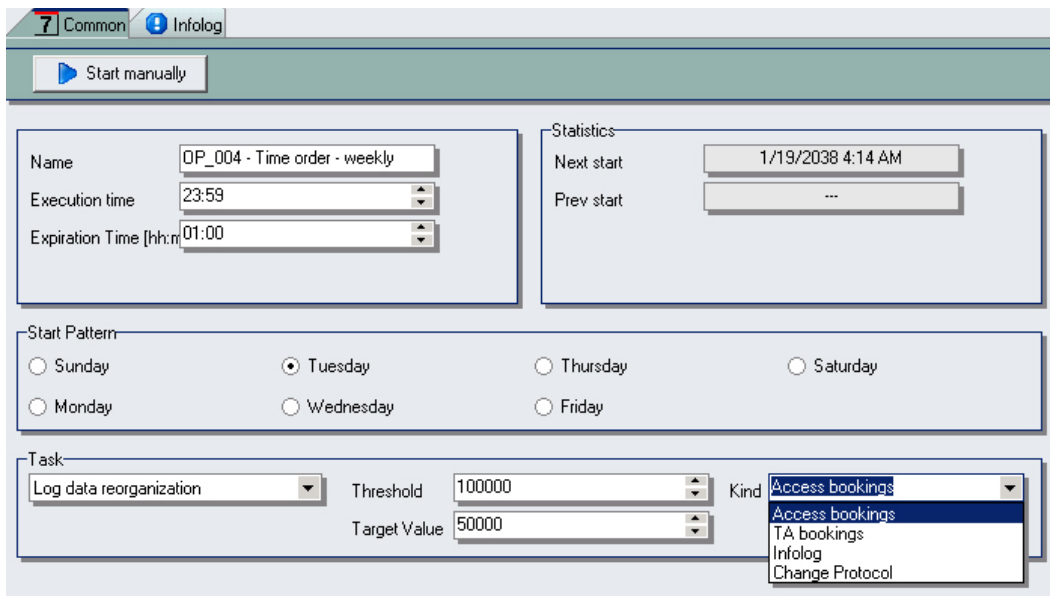 7 Common Infolog
Start manually
Name OP_004 - Time order - weekly
Execution time 23:59
Expiration Time [hh:m 01:00
Statistics
Next start 1/19/2038 4:14 AM
Prev start ---
Start Pattern
Sunday Tuesday Thursday Saturday
Monday Wednesday Friday
Task
Log data reorganization Threshold 100000 Kind Access bookings
Target Value 50000
Access bookings
TA bookings
Infolog
Change Protocol